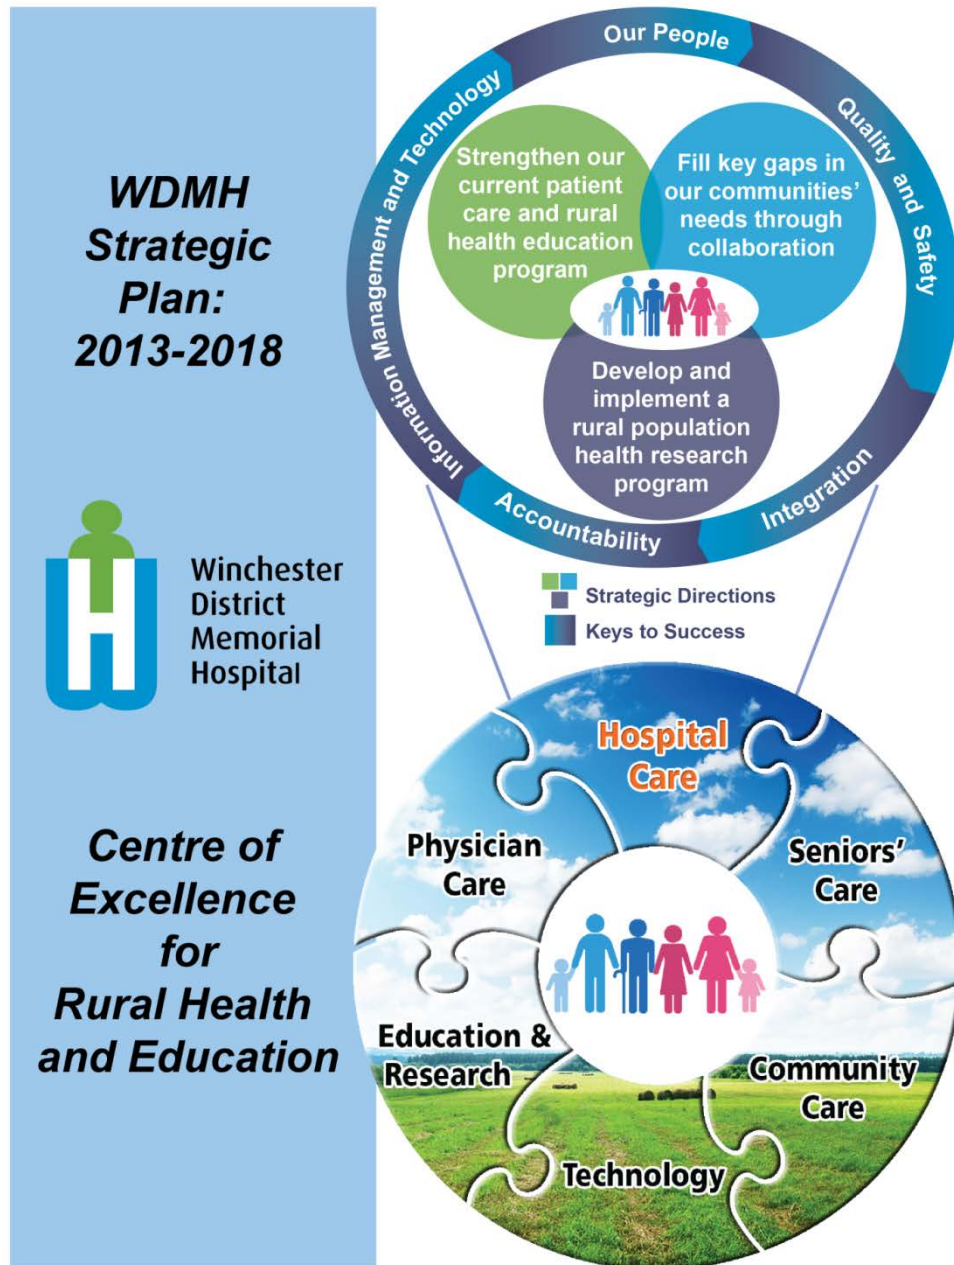 WDMH
Strategic
Plan:
2013-2018
Winchester
District
Memorial
Hospital
Centre of
Excellence
for
Rural Health
and Education
Our People
Quality and Safety
Integration
Accountability
Information Management and Technology
Strengthen our
current patient
care and rural
health education
program
Fill key gaps in
our communities'
needs through
collaboration
Develop and
implement a
rural population
health research
program
Strategic Directions
Keys to Success
Hospital
Care
Seniors'
Care
Community
Care
Technology
Education &
Research
Physician
Care